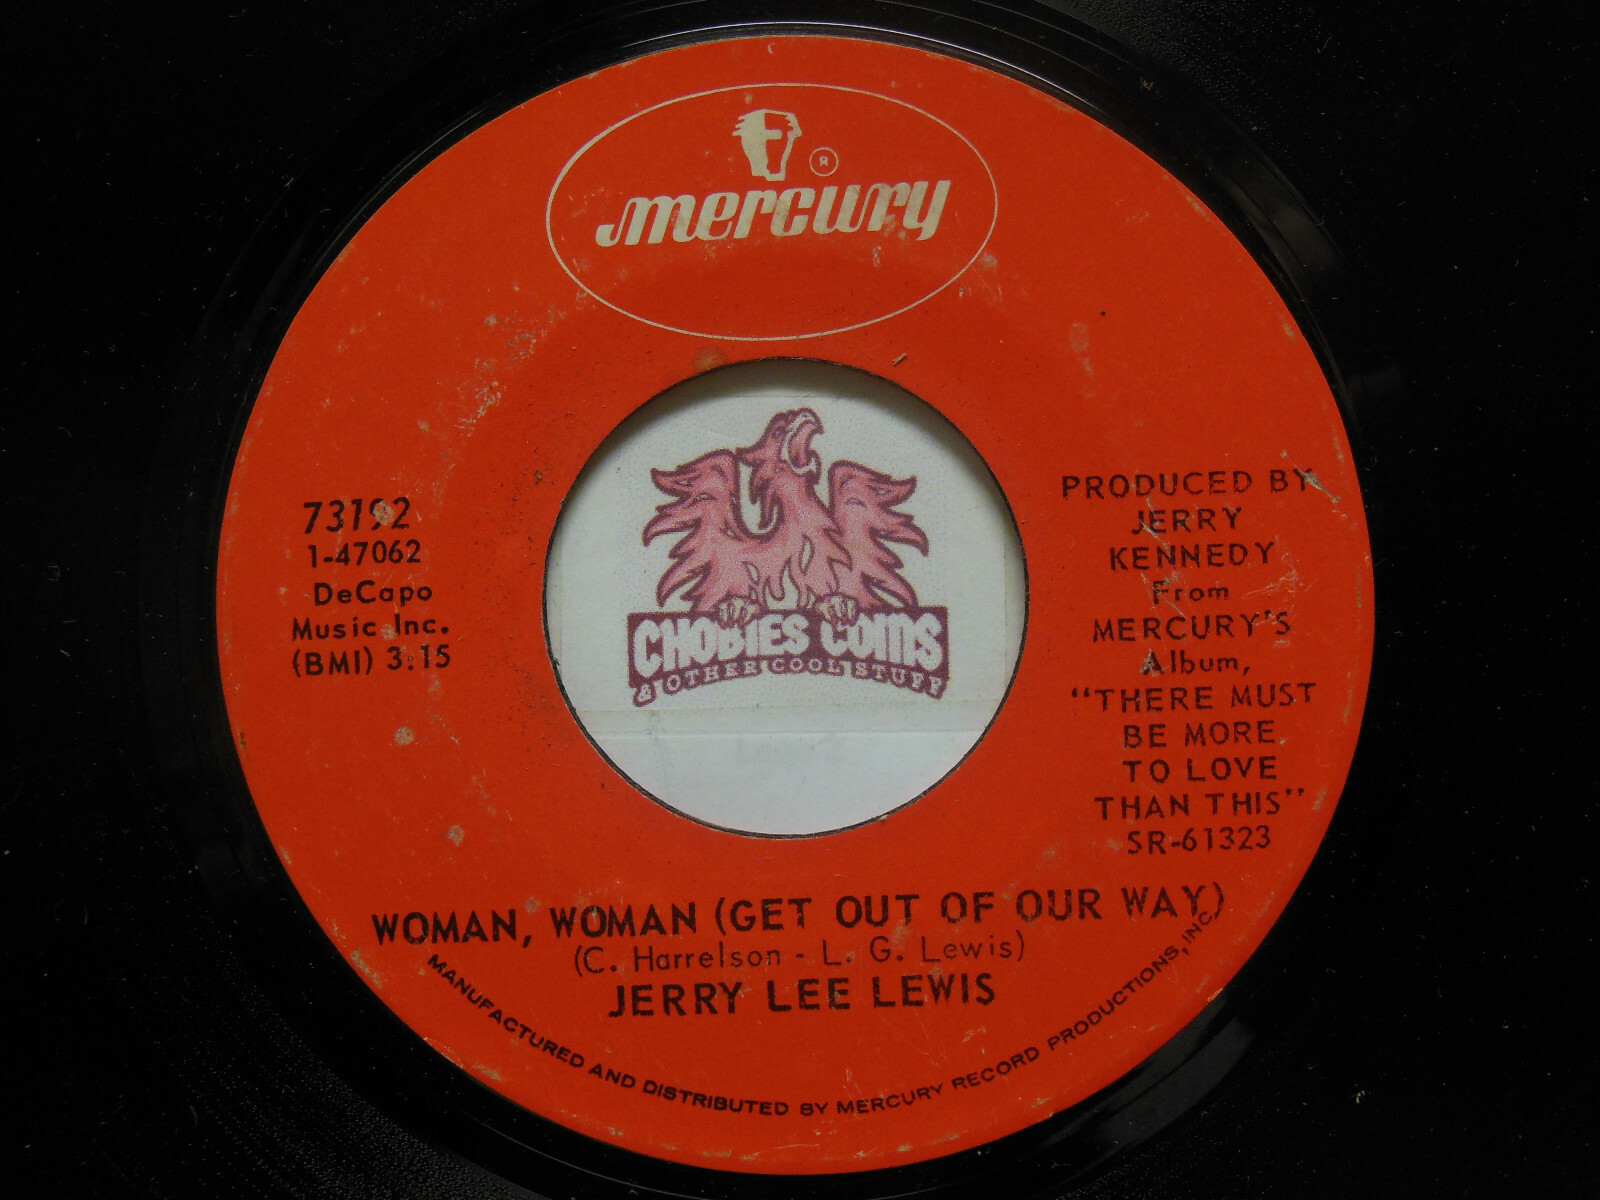 ®
mercury
73192
1-47062
DeCapo
Music Inc.
(BMI) 3:15
PRODUCED BY
JERRY
KENNEDY
From
MERCURY'S
Album,
"THERE MUST
BE MORE
TO LOVE
THAN THIS"
SR-61323
CHOBIES COINS
& OTHER COOL STUFF
WOMAN, WOMAN (GET OUT OF OUR WAY)
(C. Harrelson - L. G. Lewis)
JERRY LEE LEWIS
MANUFACTURED AND DISTRIBUTED BY MERCURY RECORD PRODUCTIONS, INC.